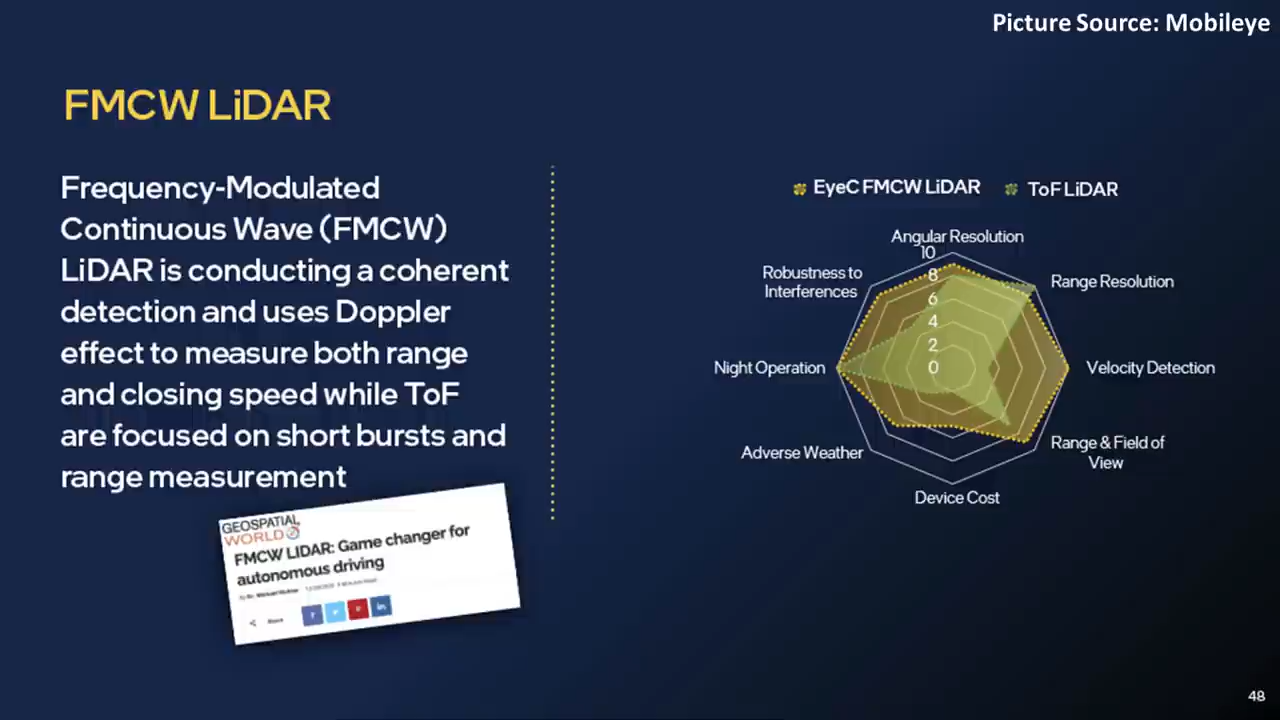 Picture Source: Mobileye
FMCW LiDAR
Frequency-Modulated
Continuous Wave (FMCW)
LiDAR is conducting a coherent
detection and uses Doppler
effect to measure both range
and closing speed while ToF
are focused on short bursts and
range measurement
GEOSPATIAL
WORLD
FMCW LIDAR: Game changer for
autonomous driving
Share
EyeC FMCW LiDAR
ToF LiDAR
Angular Resolution
Range Resolution
Velocity Detection
Range & Field of
View
Device Cost
Adverse Weather
Night Operation
Robustness to
Interferences
10
8
6
4
2
0
48